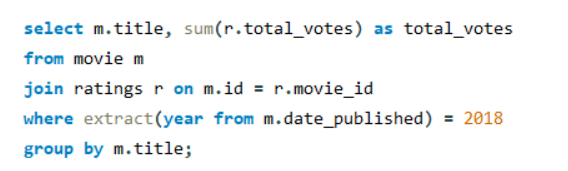 select m.title, sum(r.total_votes) as total_votes
from movie m
join ratings r on m.id = r.movie_id
where extract(year from m.date_published) = 2018
group by m.title;